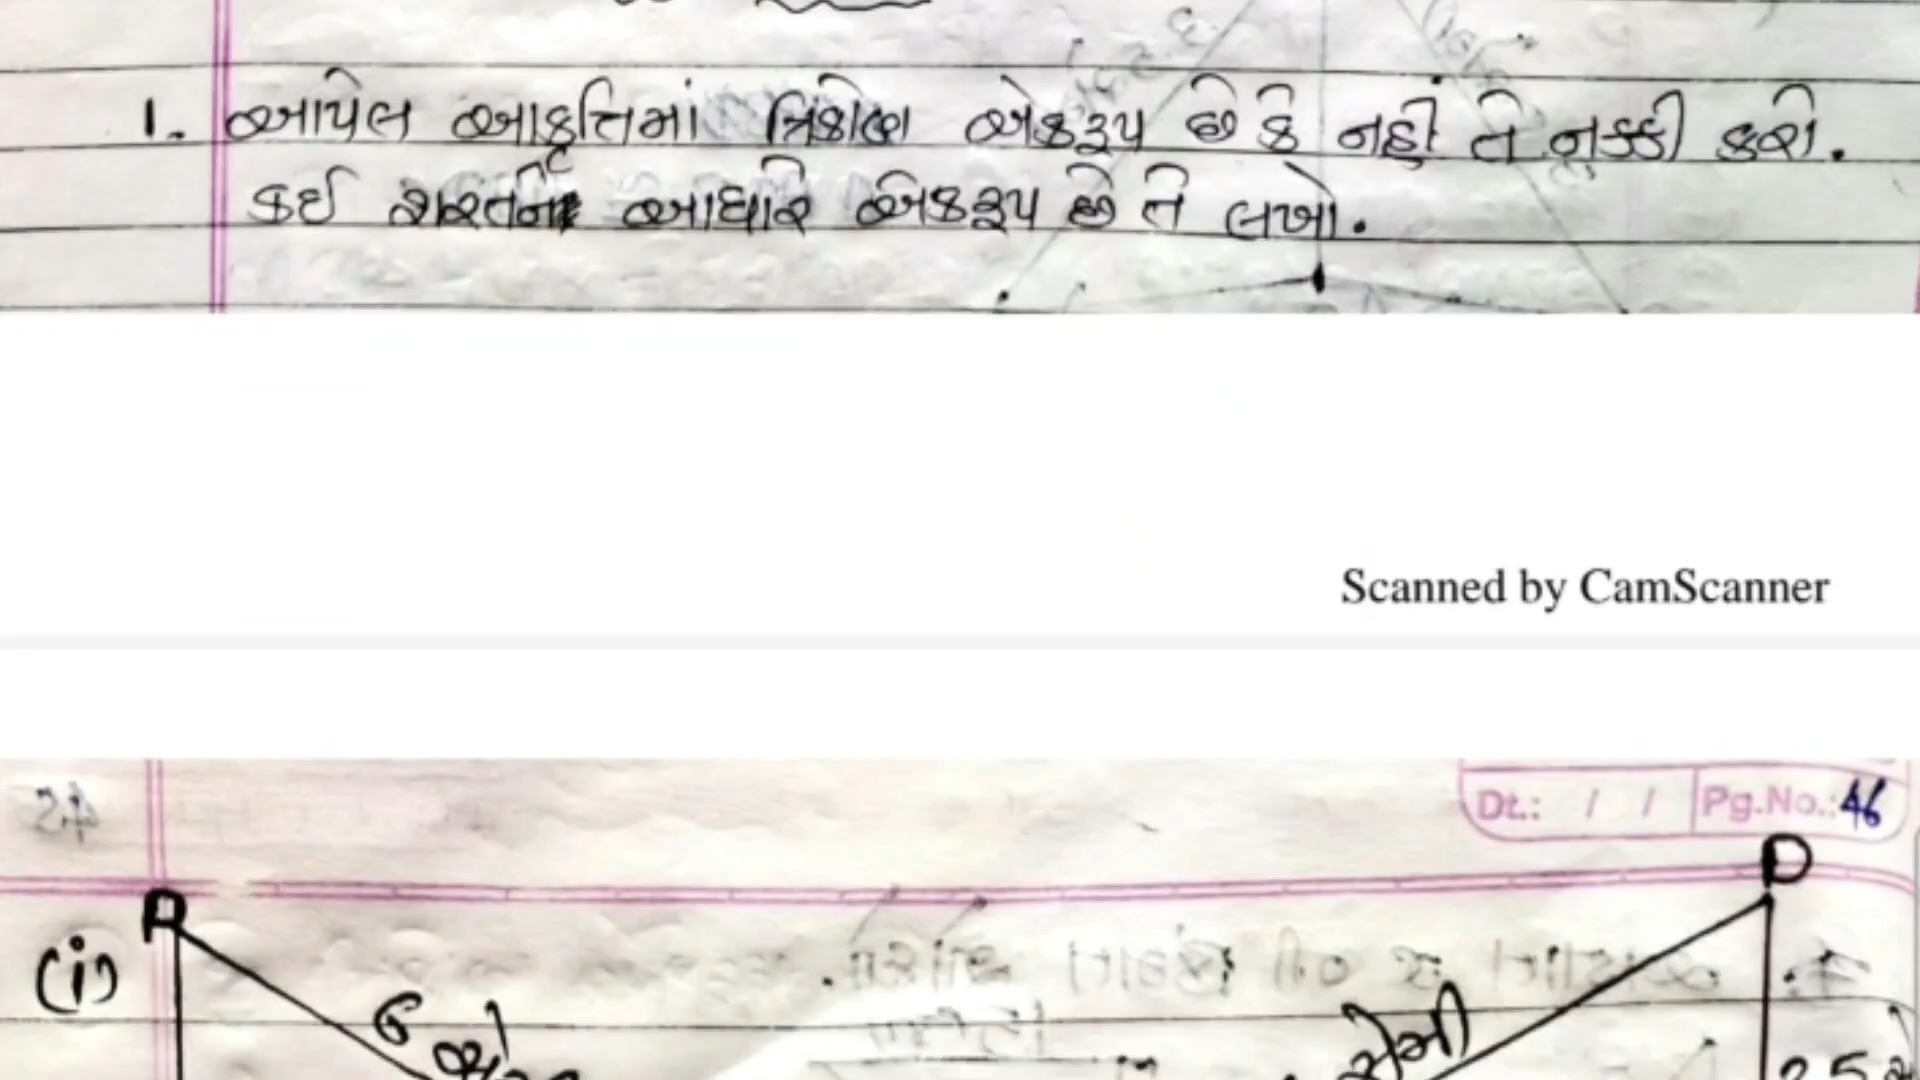 1. આપેલ આકૃતિમાં ત્રિકોણ એકરૂપ છે કે નહીં તે નક્કી કરો.
કઈ શરતને આધારે એકરૂપ છે તે લખો.
Scanned by CamScanner
Dt.: / / Pg.No.: 46
A
D
(i)
6
સેમી